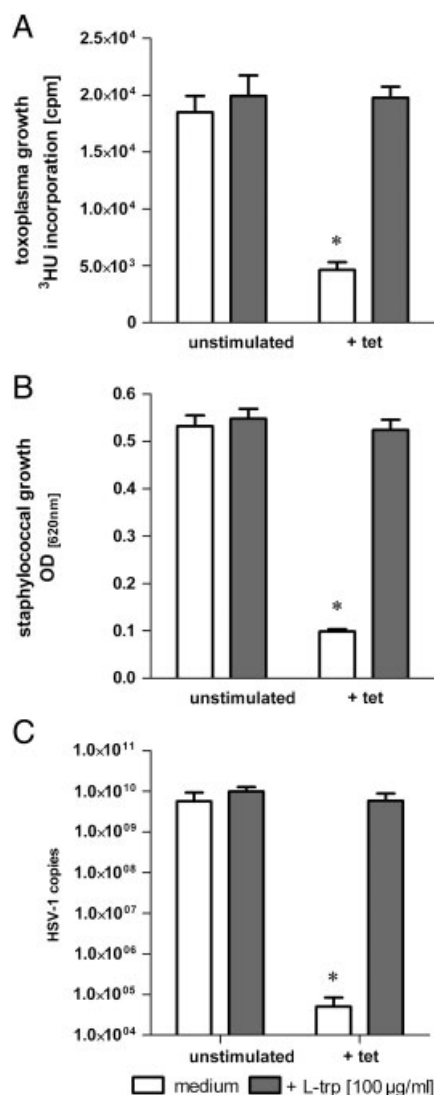 A
toxoplasma growth
³HU incorporation [cpm]
2.5×10⁴
2.0×10⁴
1.5×10⁴
1.0×10⁴
5.0×10³
0
*
unstimulated + tet
B
staphylococcal growth
OD [620nm]
0.6
0.5
0.4
0.3
0.2
0.1
0.0
*
unstimulated + tet
C
HSV-1 copies
1.0×10¹¹
1.0×10¹⁰
1.0×10⁰⁹
1.0×10⁰⁸
1.0×10⁰⁷
1.0×10⁰⁶
1.0×10⁰⁵
1.0×10⁰⁴
*
unstimulated + tet
medium + L-trp [100 µg/ml]